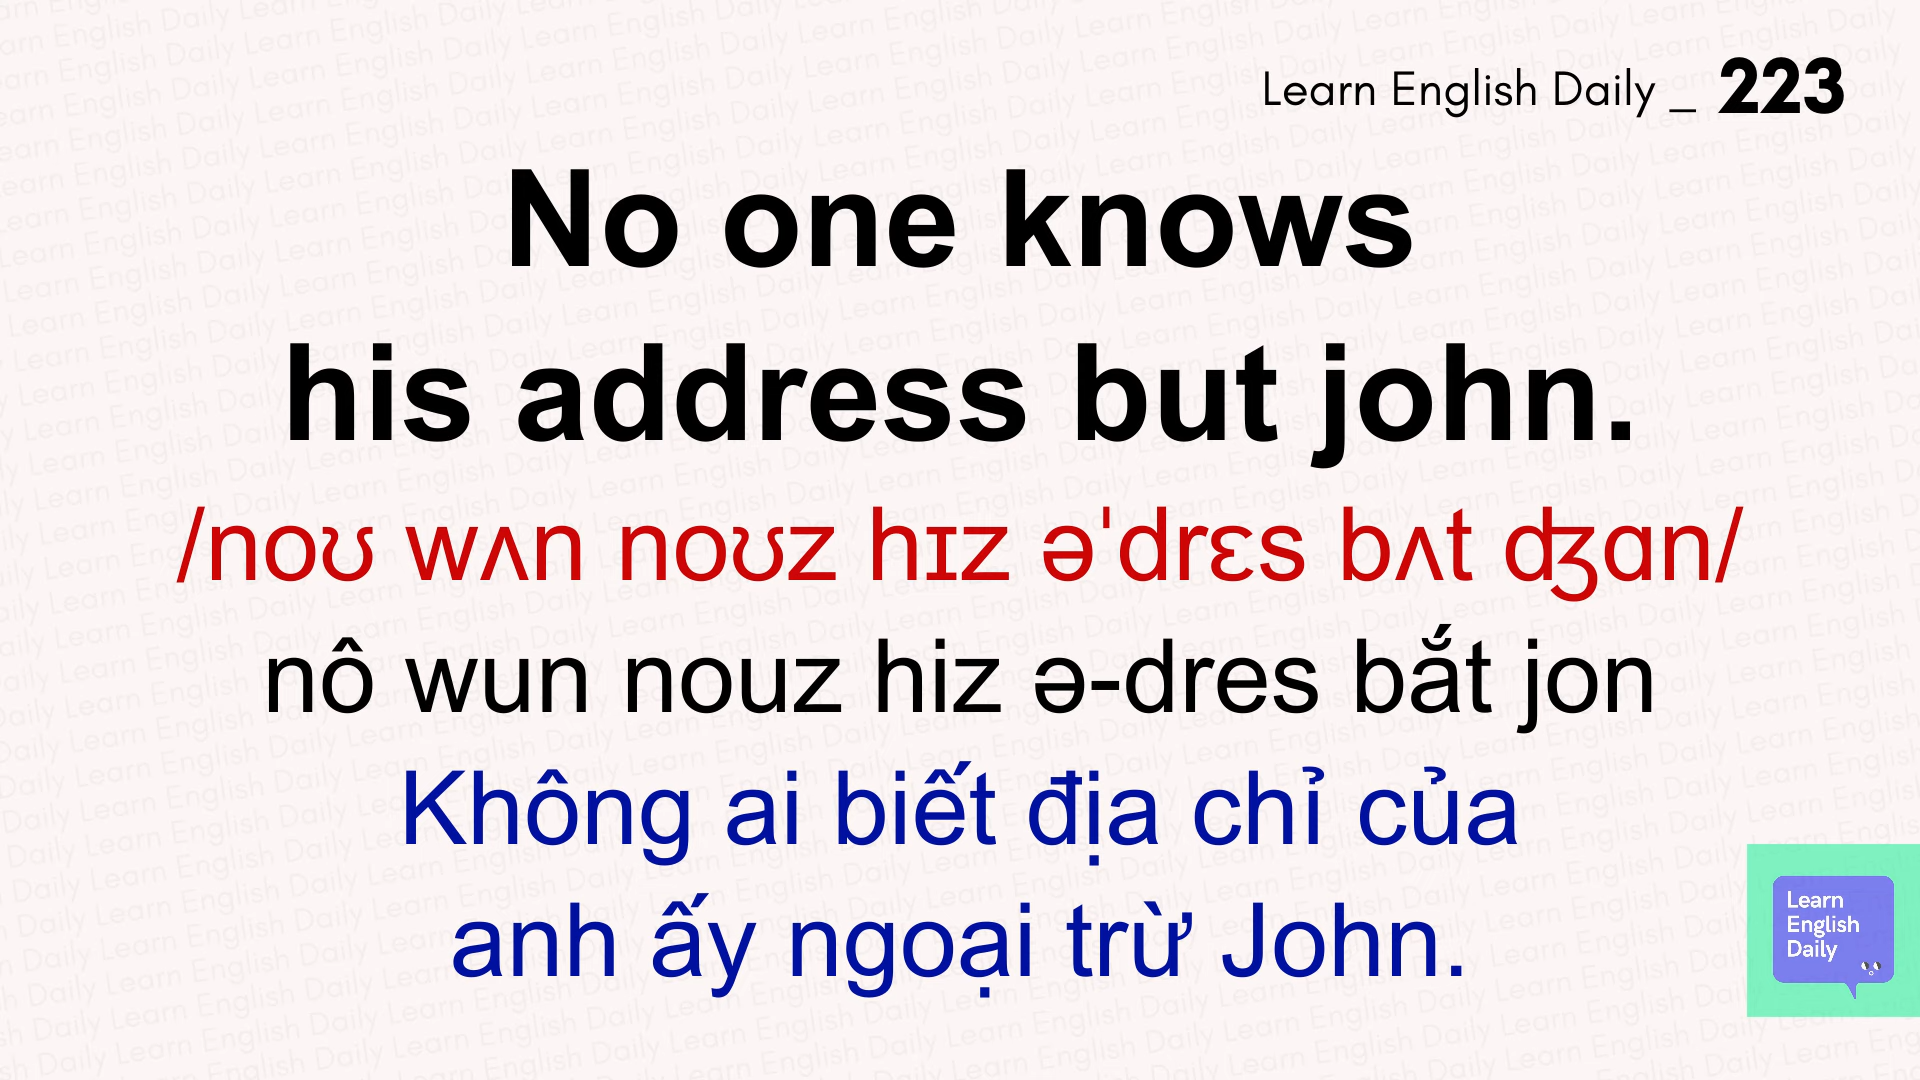 Learn English Daily _ 223
No one knows
his address but john.
/noʊ wʌn noʊz hɪz əˈdrɛs bʌt ʤɑn/
nô wun nouz hiz ə-dres bắt jon
Không ai biết địa chỉ của
anh ấy ngoại trừ John.
Learn
English
Daily